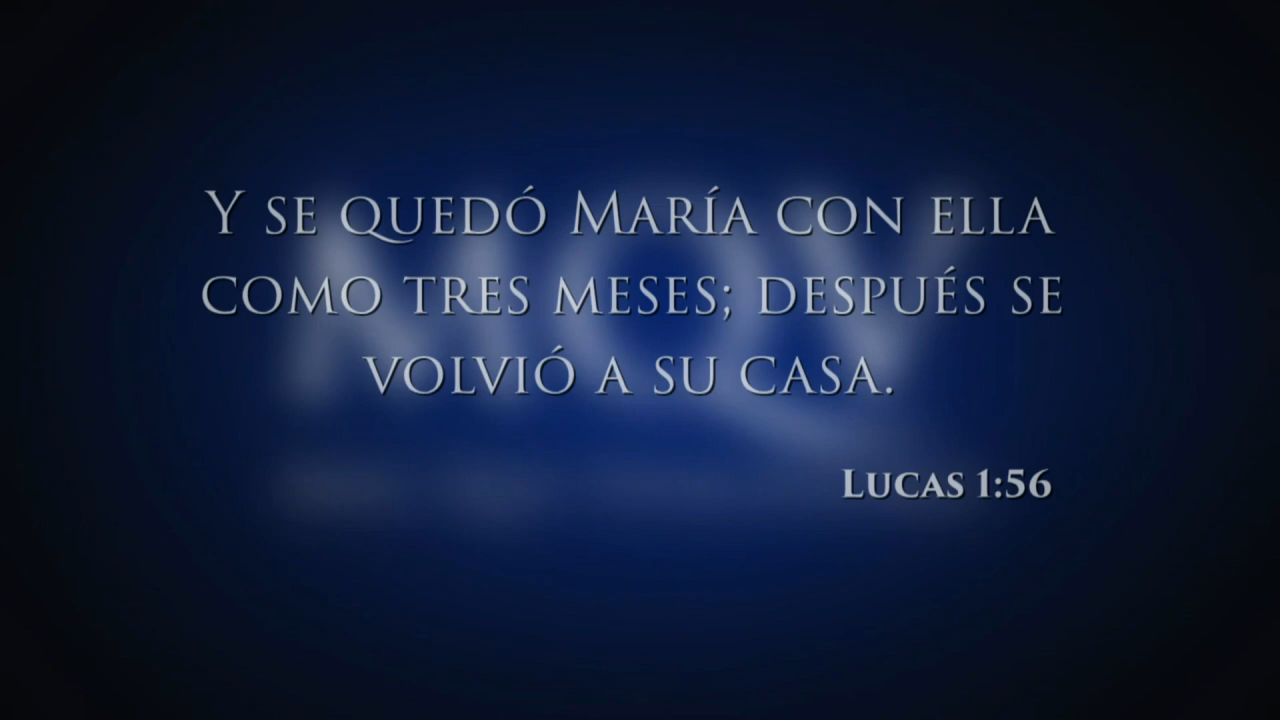 Y se quedó María con ella
como tres meses; después se
volvió a su casa.
Lucas 1:56